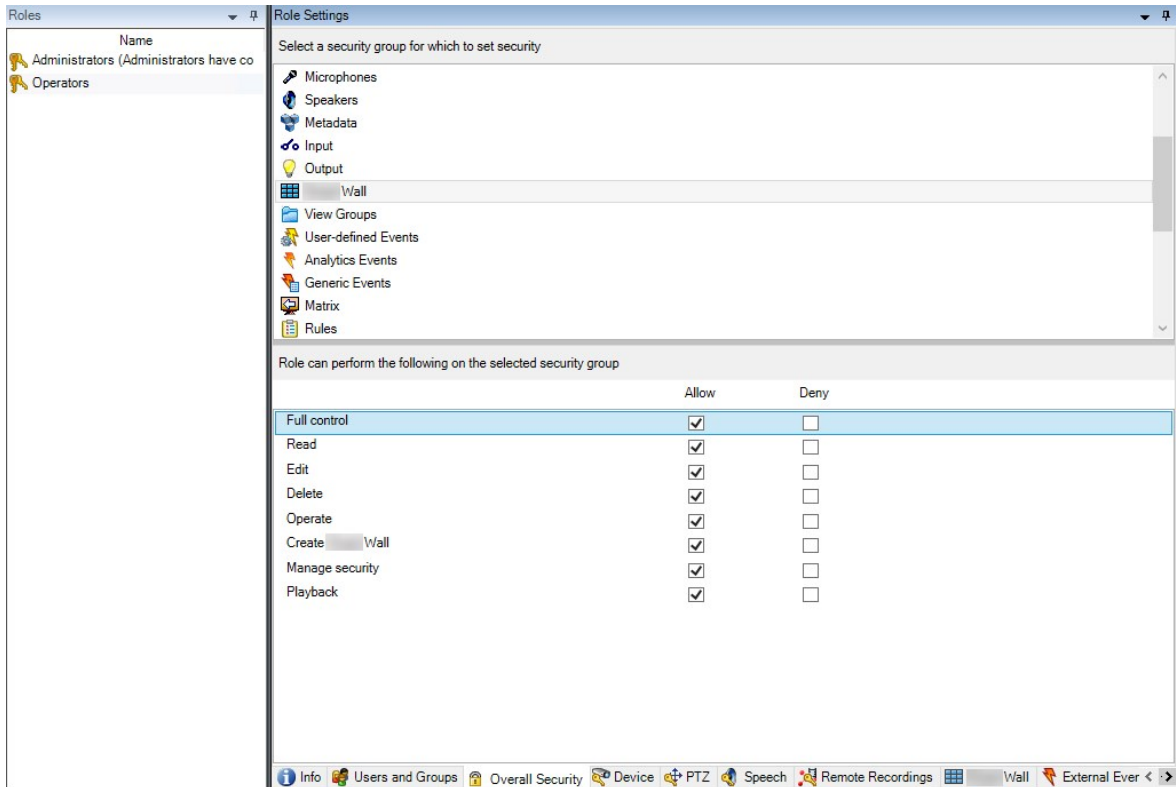 Roles
Name
Administrators (Administrators have co
Operators
Role Settings
Select a security group for which to set security
Microphones
Speakers
Metadata
Input
Output
Wall
View Groups
User-defined Events
Analytics Events
Generic Events
Matrix
Rules
Role can perform the following on the selected security group
Allow Deny
Full control
Read
Edit
Delete
Operate
Create Wall
Manage security
Playback
Info Users and Groups Overall Security Device PTZ Speech Remote Recordings Wall External Ever